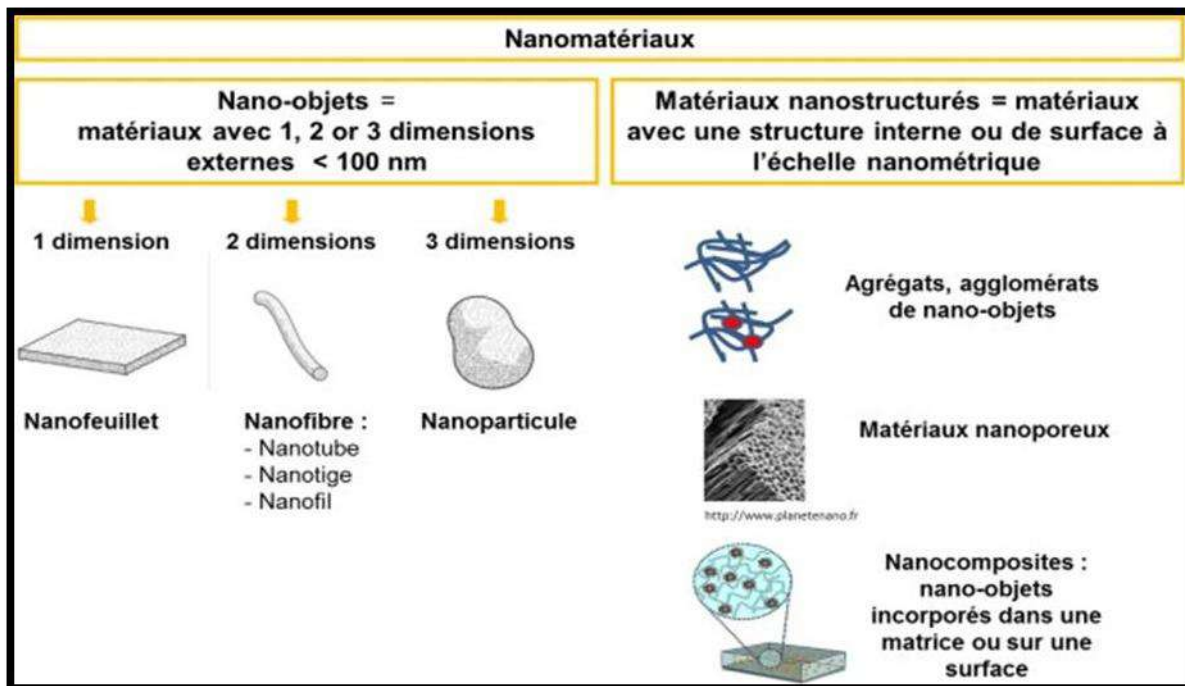 Nanomatériaux
Nano-objets =
matériaux avec 1, 2 or 3 dimensions
externes < 100 nm
1 dimension
2 dimensions
3 dimensions
Nanofeuillet
Nanofibre :
- Nanotube
- Nanotige
- Nanofil
Nanoparticule
Matériaux nanostructurés = matériaux
avec une structure interne ou de surface à
l'échelle nanométrique
Agrégats, agglomérats
de nano-objets
Matériaux nanoporeux
http://www.planetenano.fr
Nanocomposites :
nano-objets
incorporés dans une
matrice ou sur une
surface